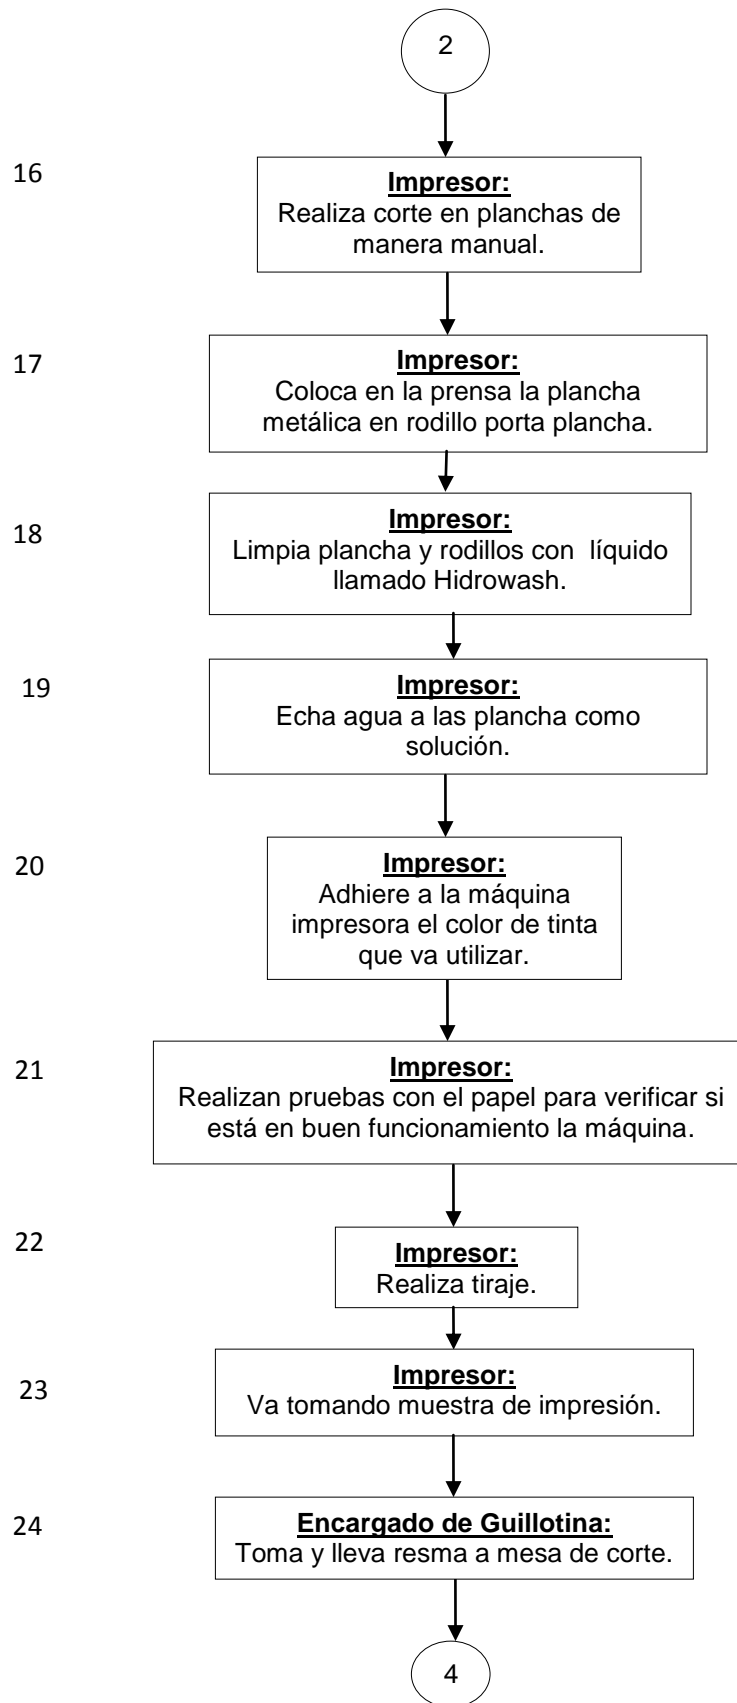 2
16
Impresor:
Realiza corte en planchas de
manera manual.
17
Impresor:
Coloca en la prensa la plancha
metálica en rodillo porta plancha.
18
Impresor:
Limpia plancha y rodillos con líquido
llamado Hidrowash.
19
Impresor:
Echa agua a las plancha como
solución.
20
Impresor:
Adhiere a la máquina
impresora el color de tinta
que va utilizar.
21
Impresor:
Realizan pruebas con el papel para verificar si
está en buen funcionamiento la máquina.
22
Impresor:
Realiza tiraje.
23
Impresor:
Va tomando muestra de impresión.
24
Encargado de Guillotina:
Toma y lleva resma a mesa de corte.
4